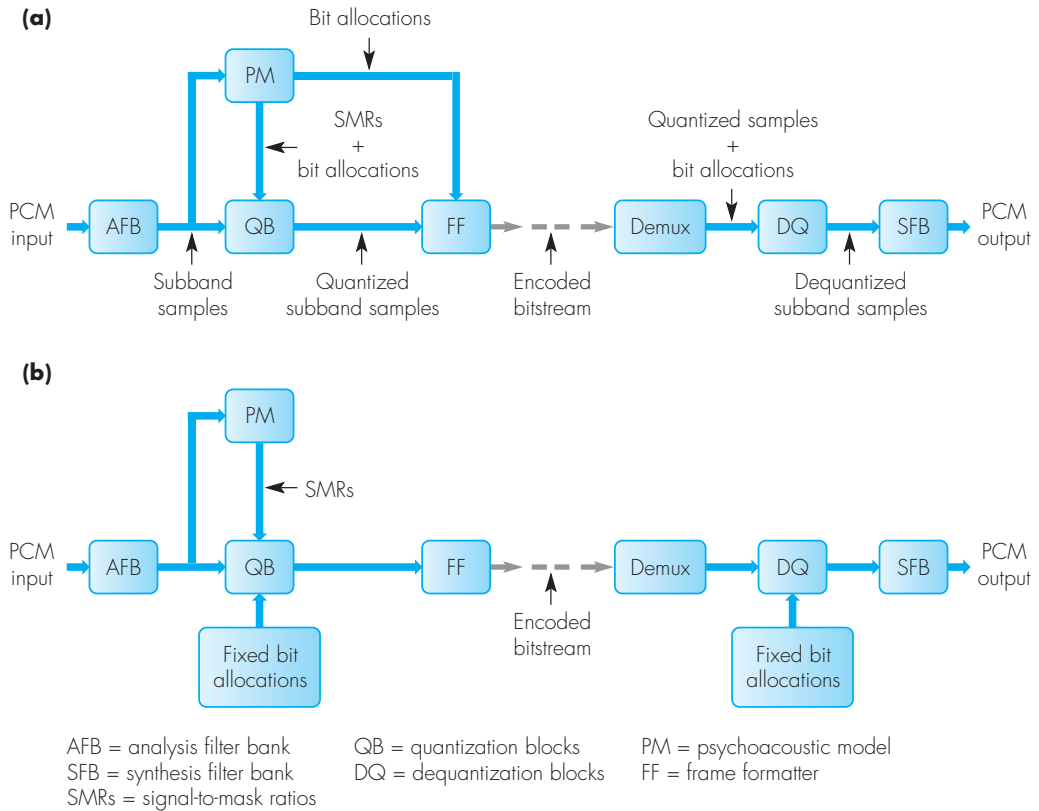 (a)
Bit allocations
PM
SMRs
+
bit allocations
Quantized samples
+
bit allocations
PCM
input
AFB
QB
FF
Demux
DQ
SFB
PCM
output
Subband
samples
Quantized
subband samples
Encoded
bitstream
Dequantized
subband samples
(b)
PM
SMRs
PCM
input
AFB
QB
FF
Demux
DQ
SFB
PCM
output
Encoded
bitstream
Fixed bit
allocations
Fixed bit
allocations
AFB = analysis filter bank
SFB = synthesis filter bank
SMRs = signal-to-mask ratios
QB = quantization blocks
DQ = dequantization blocks
PM = psychoacoustic model
FF = frame formatter